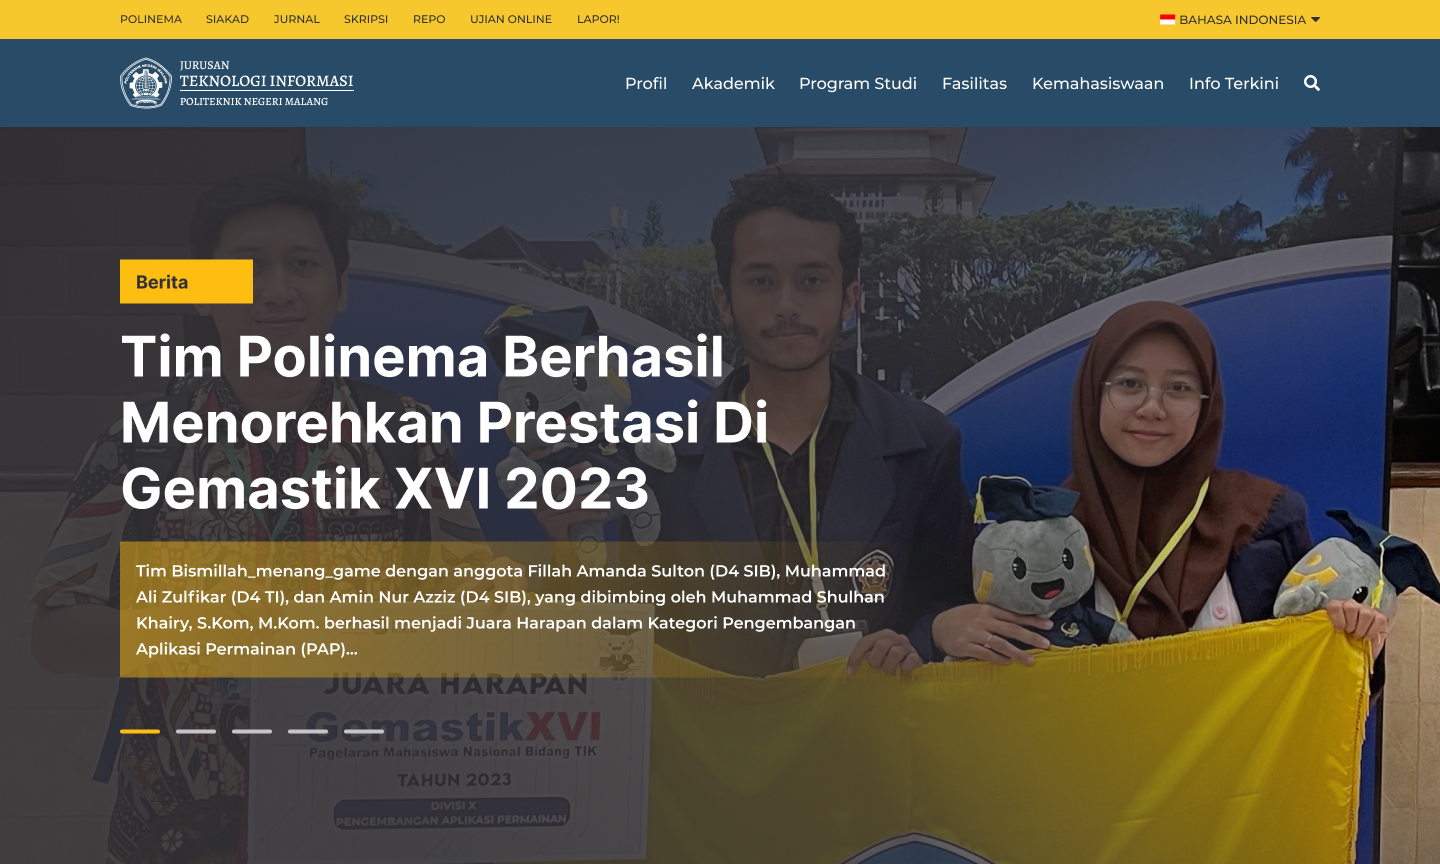 POLINEMA SIAKAD JURNAL SKRIPSI REPO UJIAN ONLINE LAPOR! BAHASA INDONESIA
JURUSAN
TEKNOLOGI INFORMASI
POLITEKNIK NEGERI MALANG
Profil Akademik Program Studi Fasilitas Kemahasiswaan Info Terkini
Berita
Tim Polinema Berhasil
Menorehkan Prestasi Di
Gemastik XVI 2023
Tim Bismillah_menang_game dengan anggota Fillah Amanda Sulton (D4 SIB), Muhammad
Ali Zulfikar (D4 TI), dan Amin Nur Azziz (D4 SIB), yang dibimbing oleh Muhammad Shulhan
Khairy, S.Kom, M.Kom. berhasil menjadi Juara Harapan dalam Kategori Pengembangan
Aplikasi Permainan (PAP)...
JUARA HARAPAN
GemastikXVI
Pagelaran Mahasiswa Nasional Bidang TIK
TAHUN 2023
DIVISI X
PENGEMBANGAN APLIKASI PERMAINAN